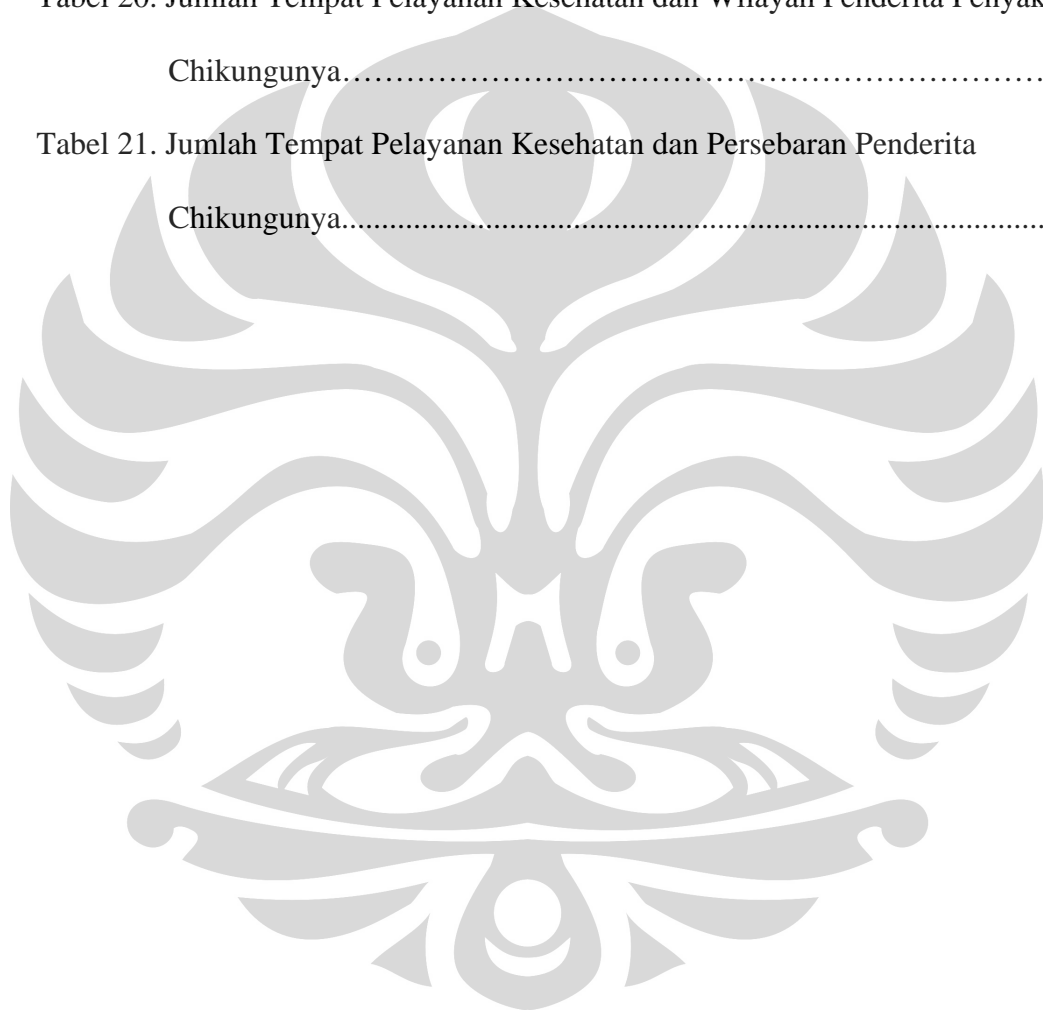 Tabel 20. Jumlah Tempat Pelayanan Kesehatan dan Wilayah Penderita
Chikungunya…………………………………………………………
Tabel 21. Jumlah Tempat Pelayanan Kesehatan dan Persebaran Penderita
Chikungunya.....................................................................................